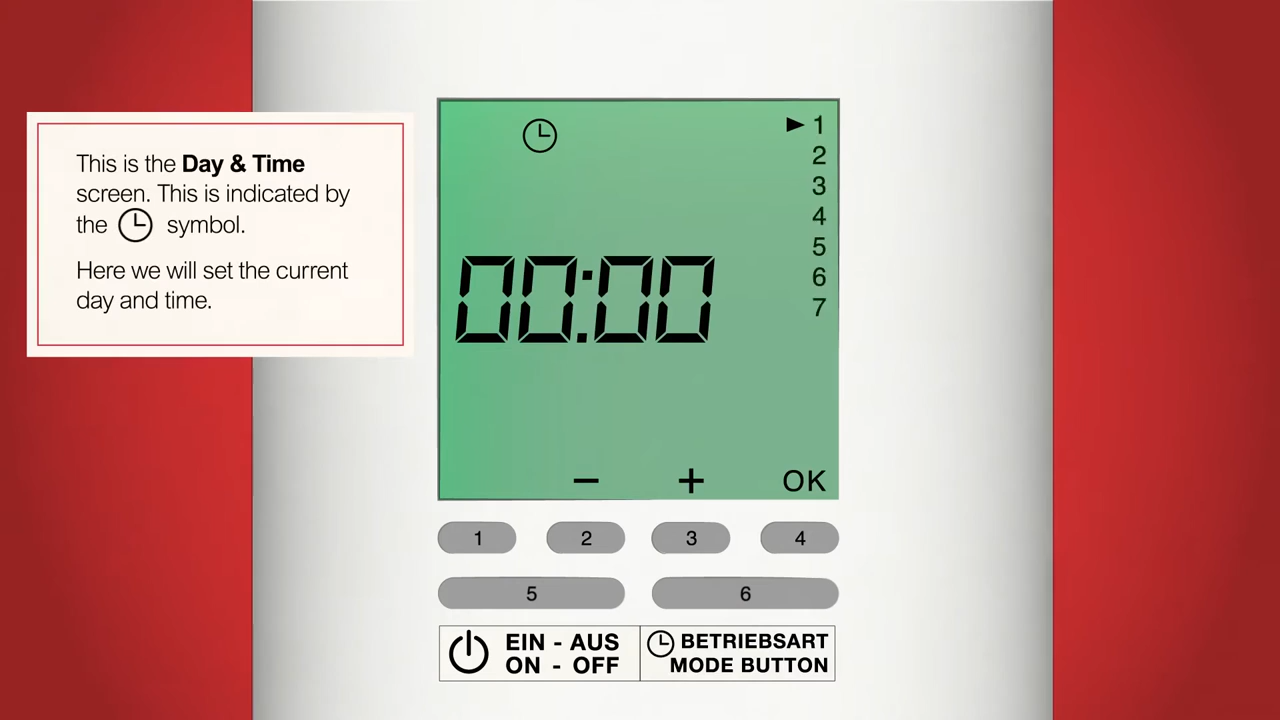 This is the Day & Time
screen. This is indicated by
the symbol.
Here we will set the current
day and time.
1
2
3
4
5
6
7
00:00
− + OK
1 2 3 4
5 6
EIN - AUS
ON - OFF
BETRIEBSART
MODE BUTTON